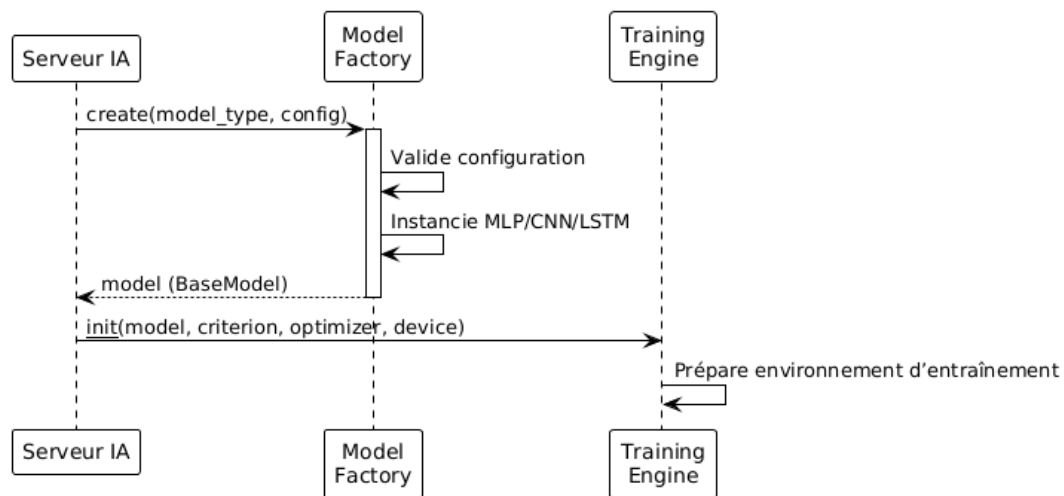 Serveur IA
Model
Factory
Training
Engine
create(model_type, config)
Valide configuration
Instancie MLP/CNN/LSTM
model (BaseModel)
init(model, criterion, optimizer, device)
Prépare environnement d’entraînement
Serveur IA
Model
Factory
Training
Engine